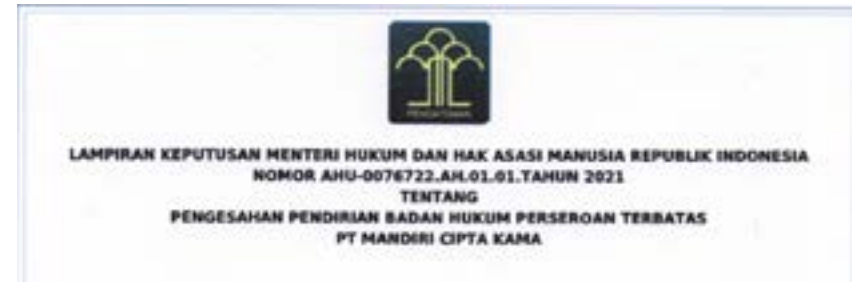 PENGAYOMAN
LAMPIRAN KEPUTUSAN MENTERI HUKUM DAN HAK ASASI MANUSIA REPUBLIK INDONESIA
NOMOR AHU-0076722.AH.01.01.TAHUN 2021
TENTANG
PENGESAHAN PENDIRIAN BADAN HUKUM PERSEROAN TERBATAS
PT MANDIRI CIPTA KAMA